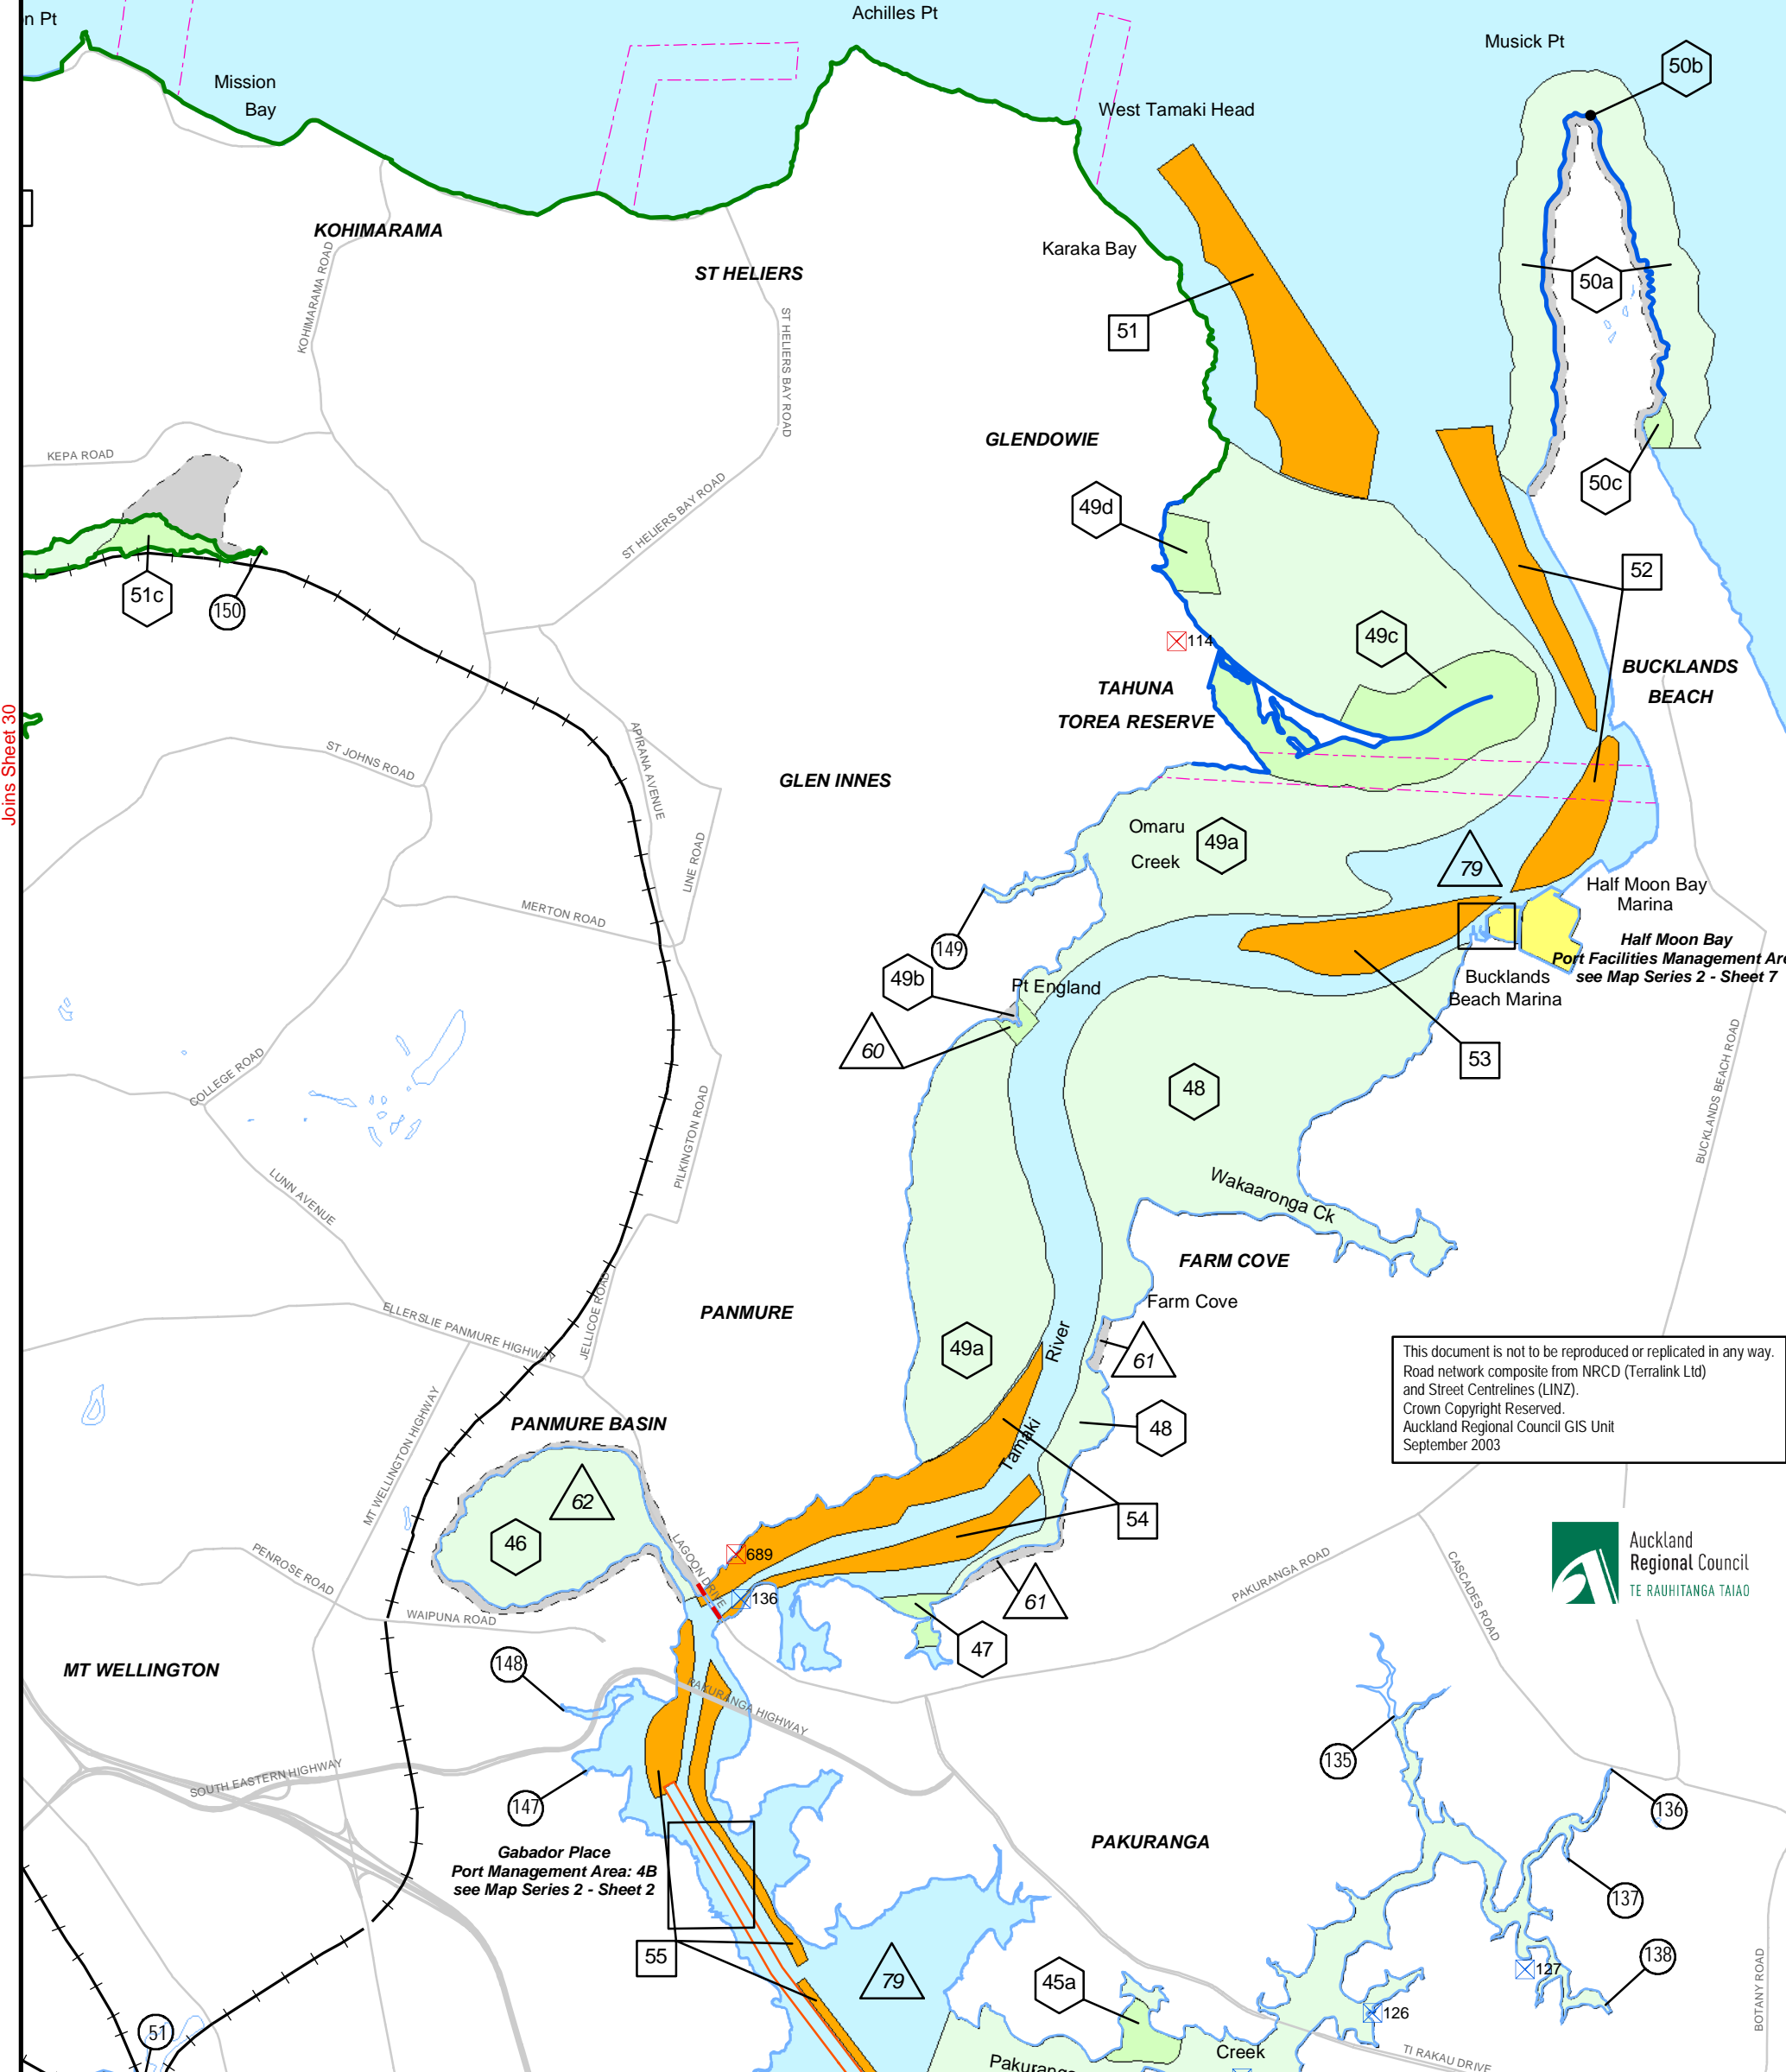 n Pt
Achilles Pt
Musick Pt
50b
Mission
Bay
West Tamaki Head
KOHIMARAMA
KOHIMARAMA ROAD
ST HELIERS
Karaka Bay
50a
51
ST HELIERS BAY ROAD
GLENDOWIE
KEPA ROAD
50c
49d
ST HELIERS BAY ROAD
52
51c
150
49c
114
BUCKLANDS
BEACH
TAHUNA
TOREA RESERVE
Joins Sheet 30
ST JOHNS ROAD
APIRANA AVENUE
GLEN INNES
Omaru
Creek
49a
79
LINE ROAD
Half Moon Bay
Marina
MERTON ROAD
149
Half Moon Bay
Port Facilities Management Are
see Map Series 2 - Sheet 7
49b
Pt England
Bucklands
Beach Marina
60
53
COLLEGE ROAD
48
BUCKLANDS BEACH ROAD
PILKINGTON ROAD
LUNN AVENUE
Wakaaronga Ck
FARM COVE
Farm Cove
PANMURE
ELLERSLIE PANMURE HIGHWAY
JELLICOE ROAD
49a
River
61
This document is not to be reproduced or replicated in any way.
Road network composite from NRCD (Terralink Ltd)
and Street Centrelines (LINZ).
Crown Copyright Reserved.
Auckland Regional Council GIS Unit
September 2003
MT WELLINGTON HIGHWAY
PANMURE BASIN
48
Tamaki
62
54
46
PENROSE ROAD
LAGOON DRIVE
689
136
PAKURANGA ROAD
CASCADES ROAD
Auckland
Regional Council
TE RAUHITANGA TAIAO
WAIPUNA ROAD
61
47
MT WELLINGTON
148
PAKURANGA HIGHWAY
135
SOUTH EASTERN HIGHWAY
147
136
PAKURANGA
Gabador Place
Port Management Area: 4B
see Map Series 2 - Sheet 2
137
55
79
138
127
45a
126
BOTANY ROAD
51
Creek
TI RAKAU DRIVE